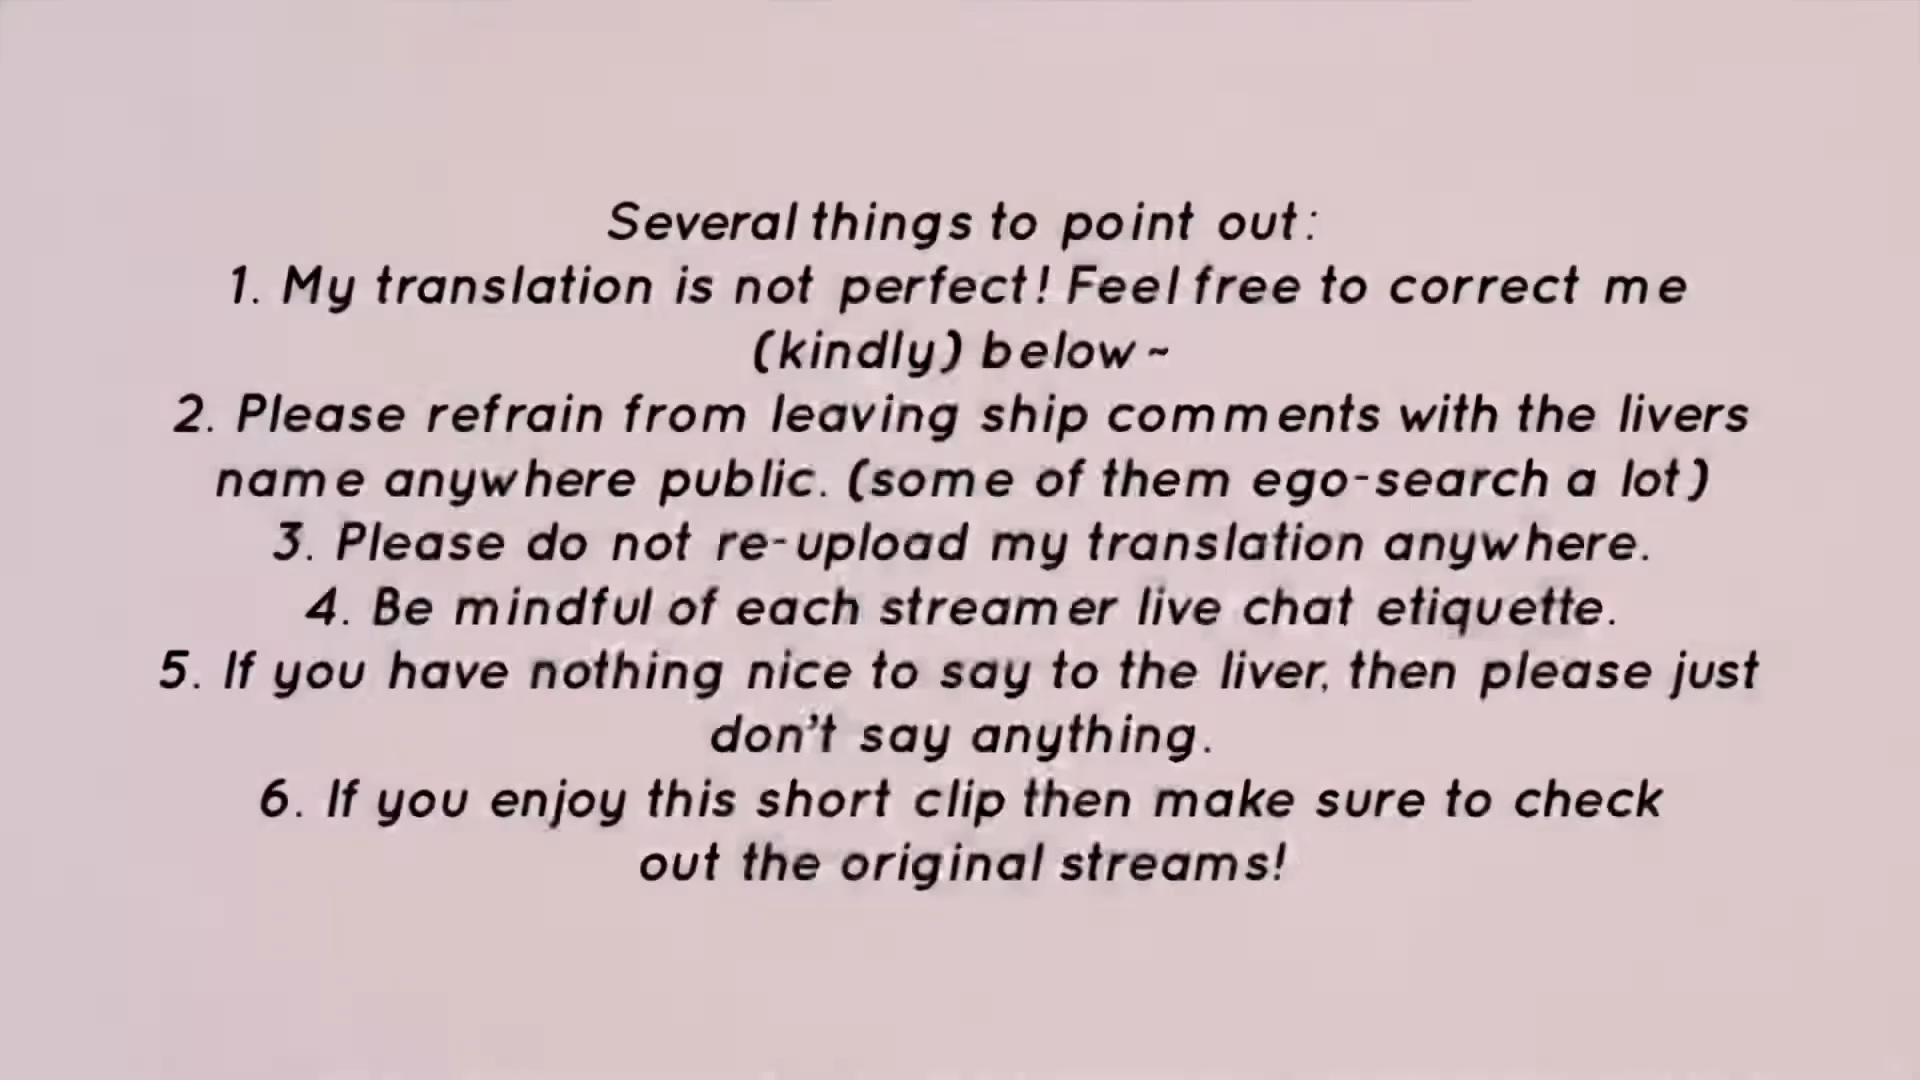 Several things to point out:
1. My translation is not perfect! Feel free to correct me
(kindly) below~
2. Please refrain from leaving ship comments with the livers
name anywhere public. (some of them ego-search a lot)
3. Please do not re-upload my translation anywhere.
4. Be mindful of each streamer live chat etiquette.
5. If you have nothing nice to say to the liver, then please just
don't say anything.
6. If you enjoy this short clip then make sure to check
out the original streams!